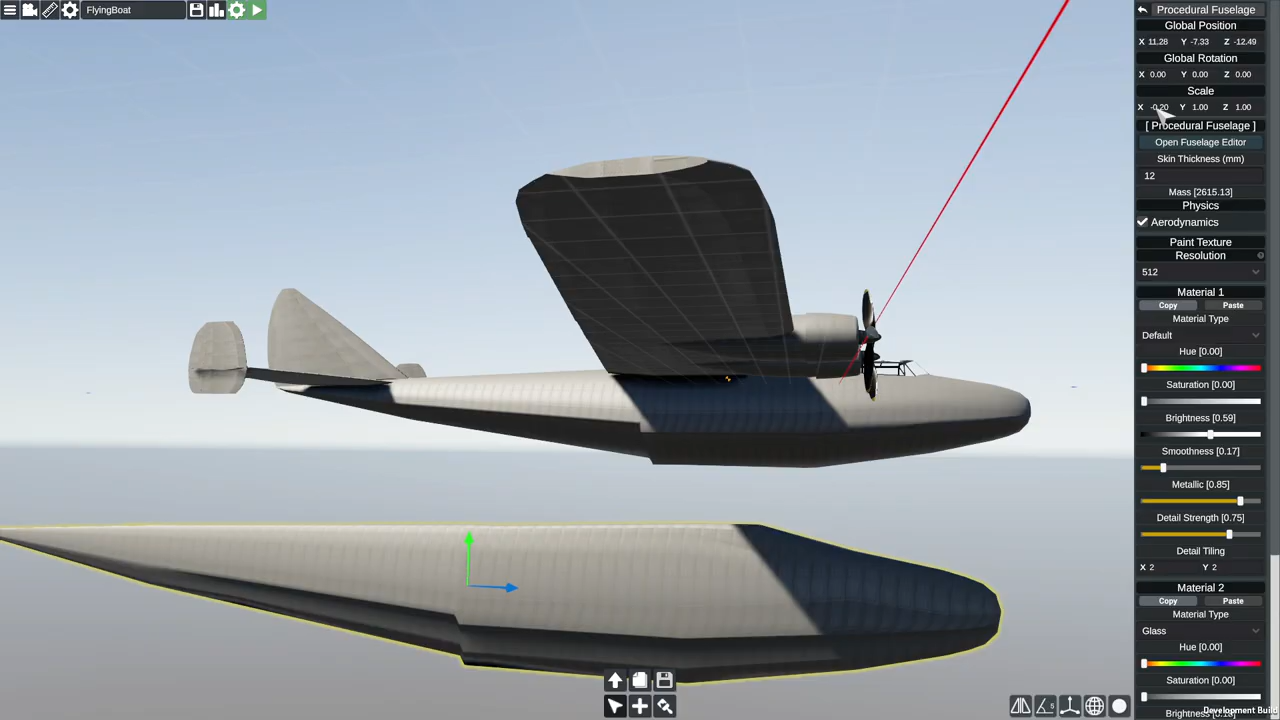 FlyingBoat
Procedural Fuselage
Global Position
X 11.28 Y -7.33 Z -12.49
Global Rotation
X 0.00 Y 0.00 Z 0.00
Scale
X -0.20 Y 1.00 Z 1.00
[ Procedural Fuselage ]
Open Fuselage Editor
Skin Thickness (mm)
12
Mass [2615.13]
Physics
Aerodynamics
Paint Texture
Resolution
512
Material 1
Copy Paste
Material Type
Default
Hue [0.00]
Saturation [0.00]
Brightness [0.59]
Smoothness [0.17]
Metallic [0.85]
Detail Strength [0.75]
Detail Tiling
X 2 Y 2
Material 2
Copy Paste
Material Type
Glass
Hue [0.00]
Saturation [0.00]
Development Build